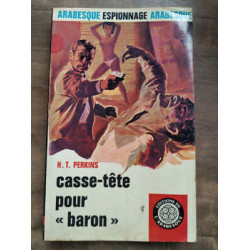 ARABESQUE ESPIONNAGE ARABESQUE
H. T. PERKINS
casse-tête
pour
« baron »